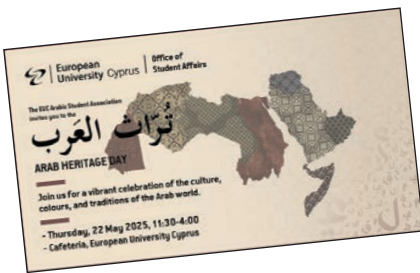 European
University Cyprus
Office of
Student Affairs
The EUC Arabic Student Association
invites you to the
تُرَاث العَرب
ARAB HERITAGE DAY
Join us for a vibrant celebration of the culture,
colours, and traditions of the Arab world.
- Thursday, 22 May 2025, 11:30-4:00
- Cafeteria, European University Cyprus